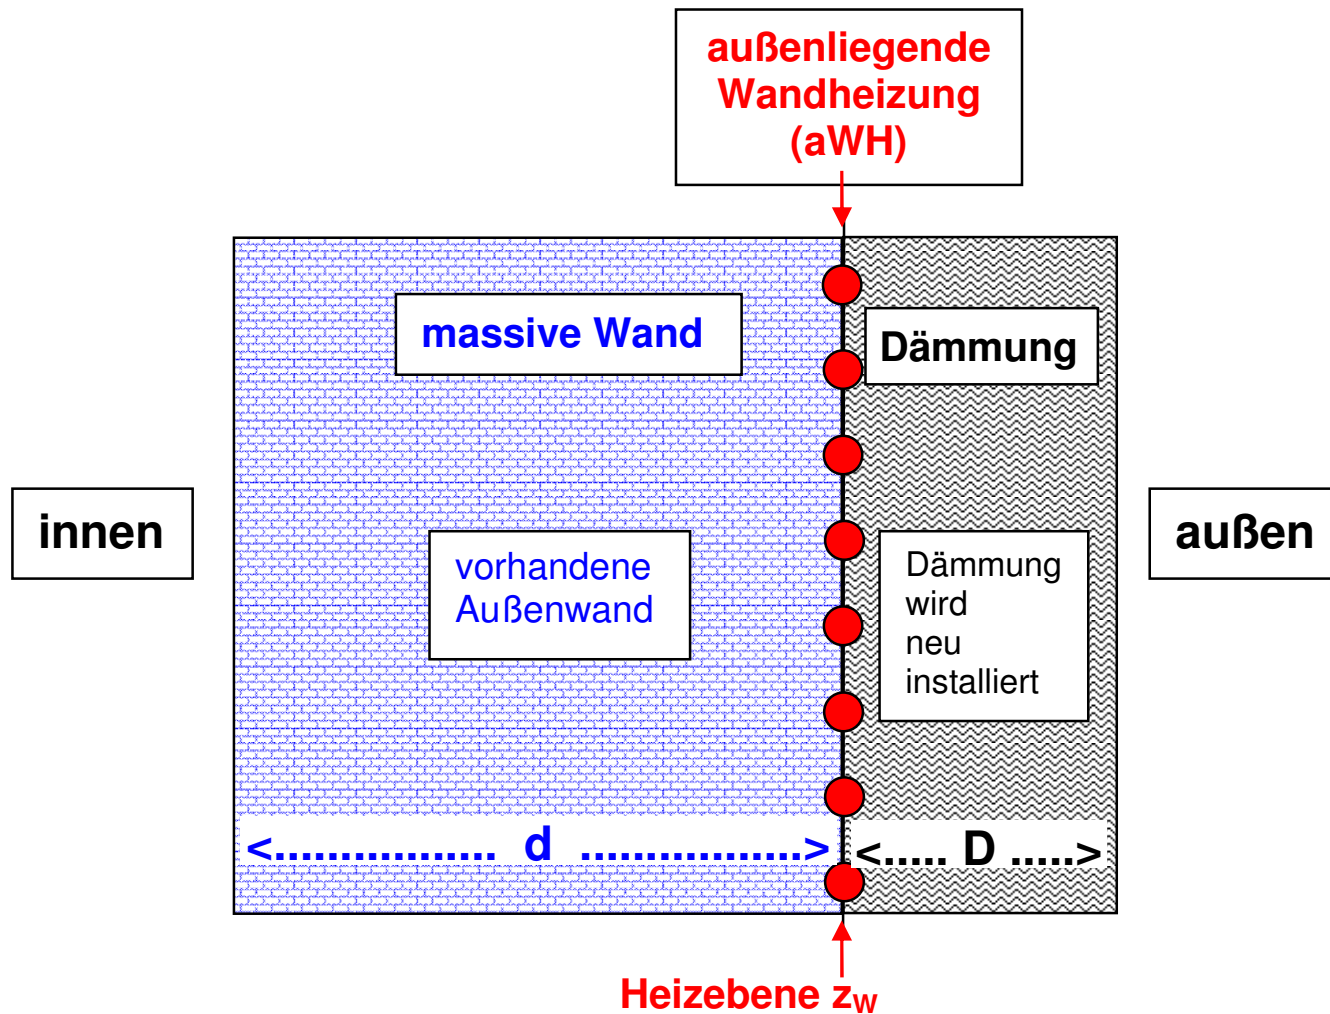 außenliegende
Wandheizung
(aWH)
massive Wand
Dämmung
innen
außen
vorhandene
Außenwand
Dämmung
wird
neu
installiert
<................. d .................>
<..... D .....>
Heizebene zW